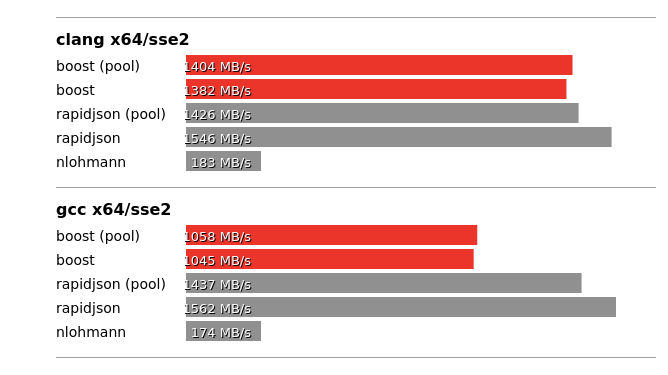 clang x64/sse2
boost (pool) 1404 MB/s
boost 1382 MB/s
rapidjson (pool) 1426 MB/s
rapidjson 1546 MB/s
nlohmann 183 MB/s
gcc x64/sse2
boost (pool) 1058 MB/s
boost 1045 MB/s
rapidjson (pool) 1437 MB/s
rapidjson 1562 MB/s
nlohmann 174 MB/s